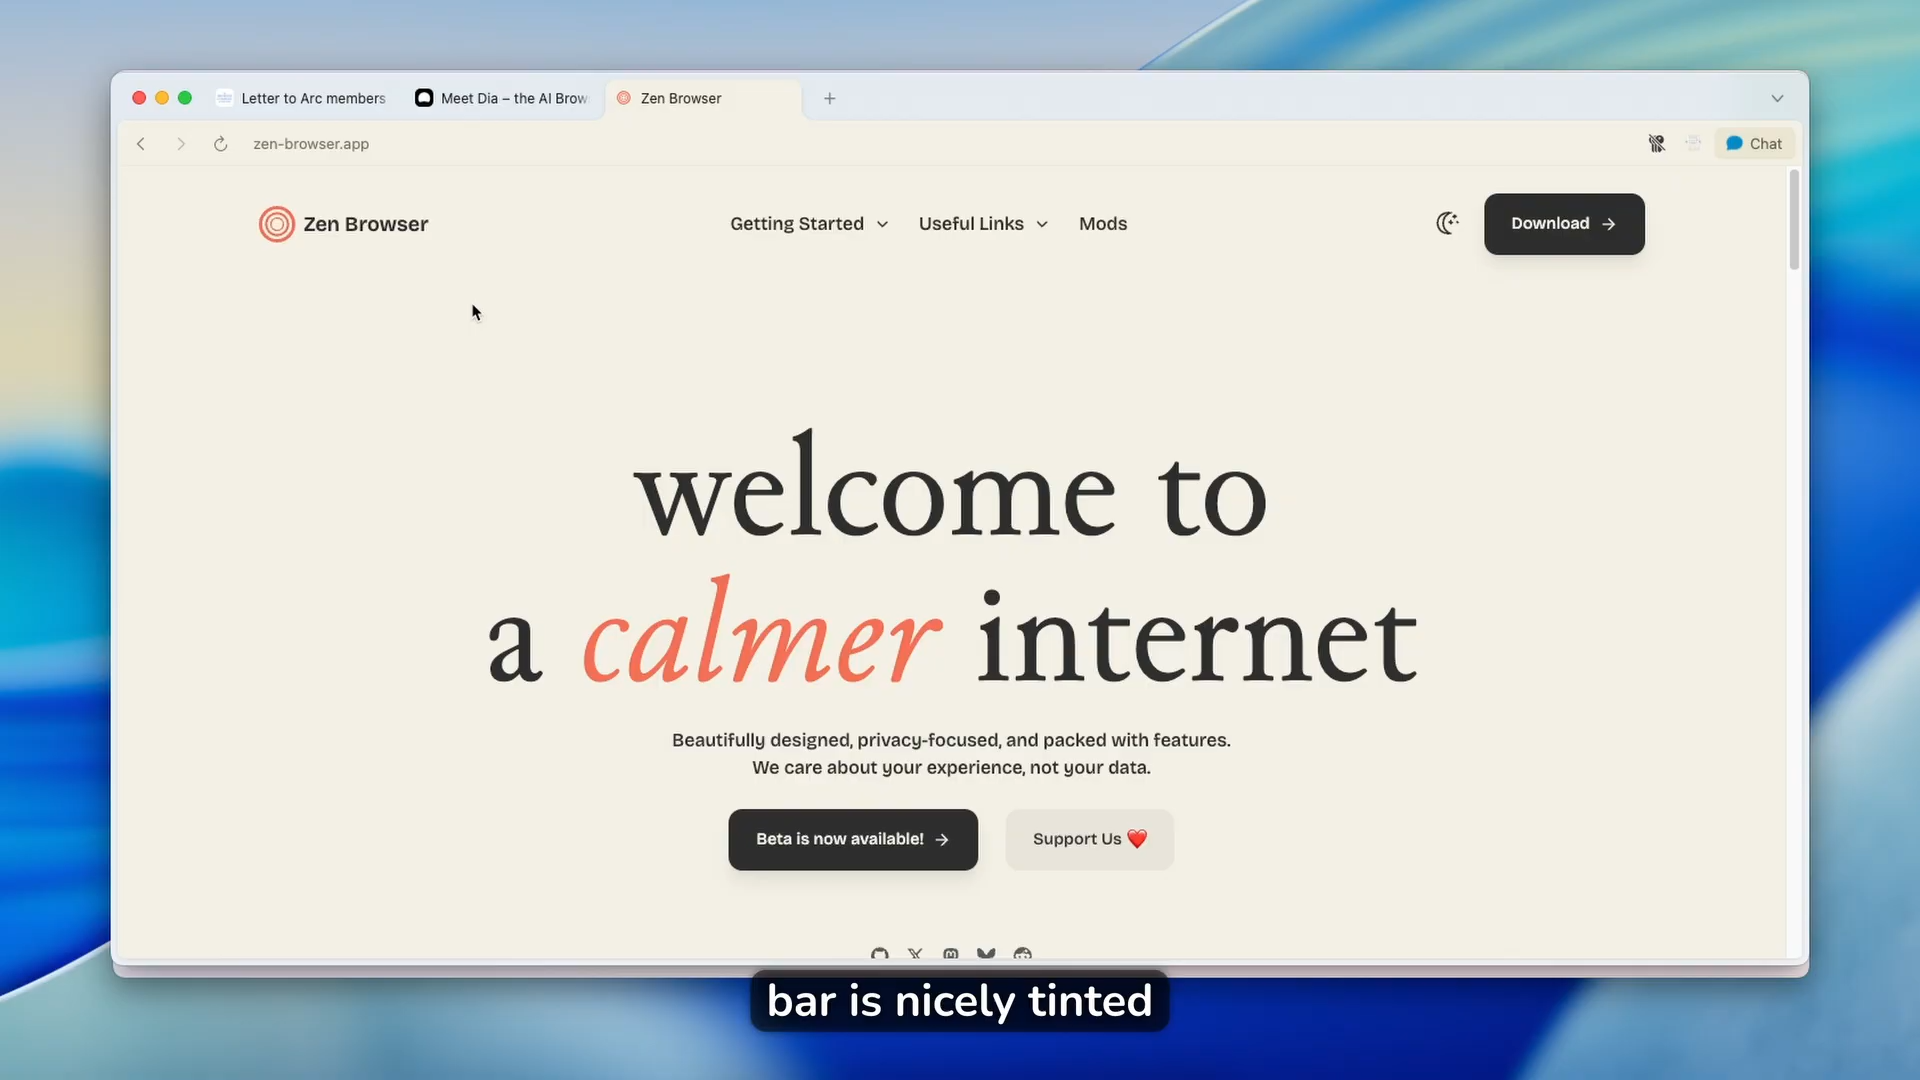 Letter to Arc members
Meet Dia – the AI Brow
Zen Browser
zen-browser.app
Chat
Zen Browser
Getting Started
Useful Links
Mods
Download →
welcome to
a calmer internet
Beautifully designed, privacy-focused, and packed with features.
We care about your experience, not your data.
Beta is now available! →
Support Us ❤️
bar is nicely tinted